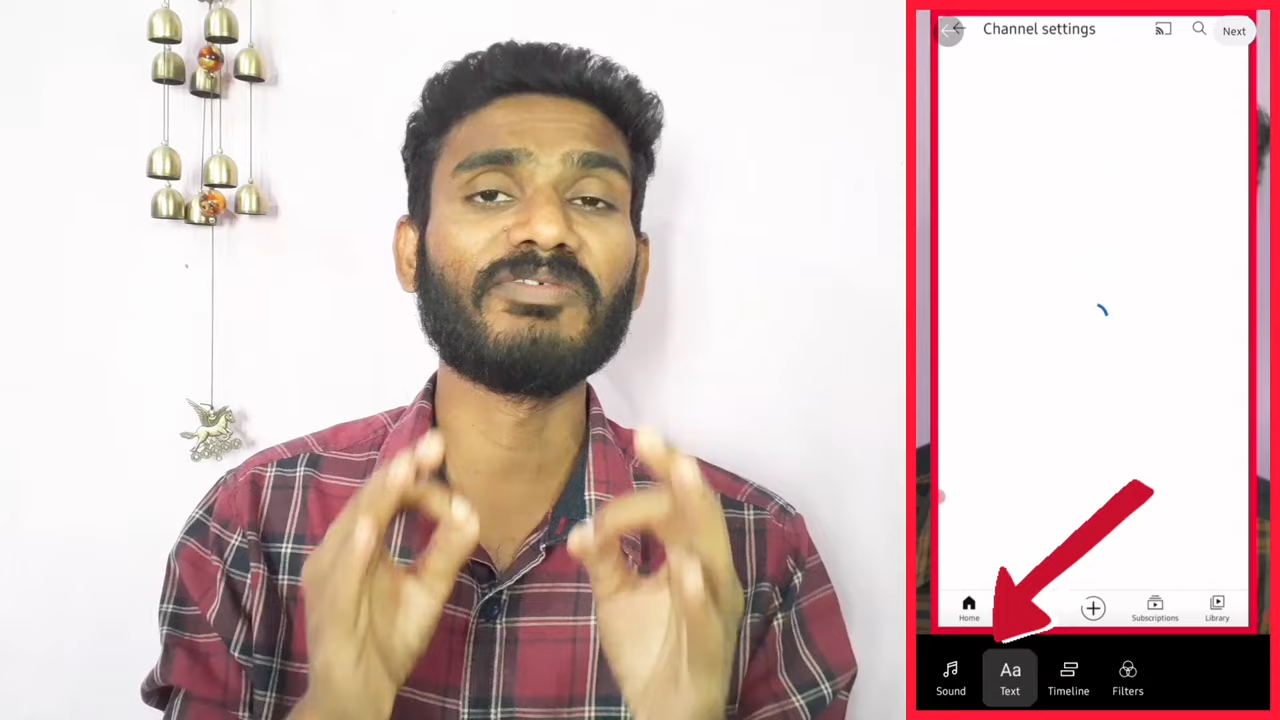 Channel settings
Next
Home
Subscriptions
Library
Aa
Sound
Text
Timeline
Filters